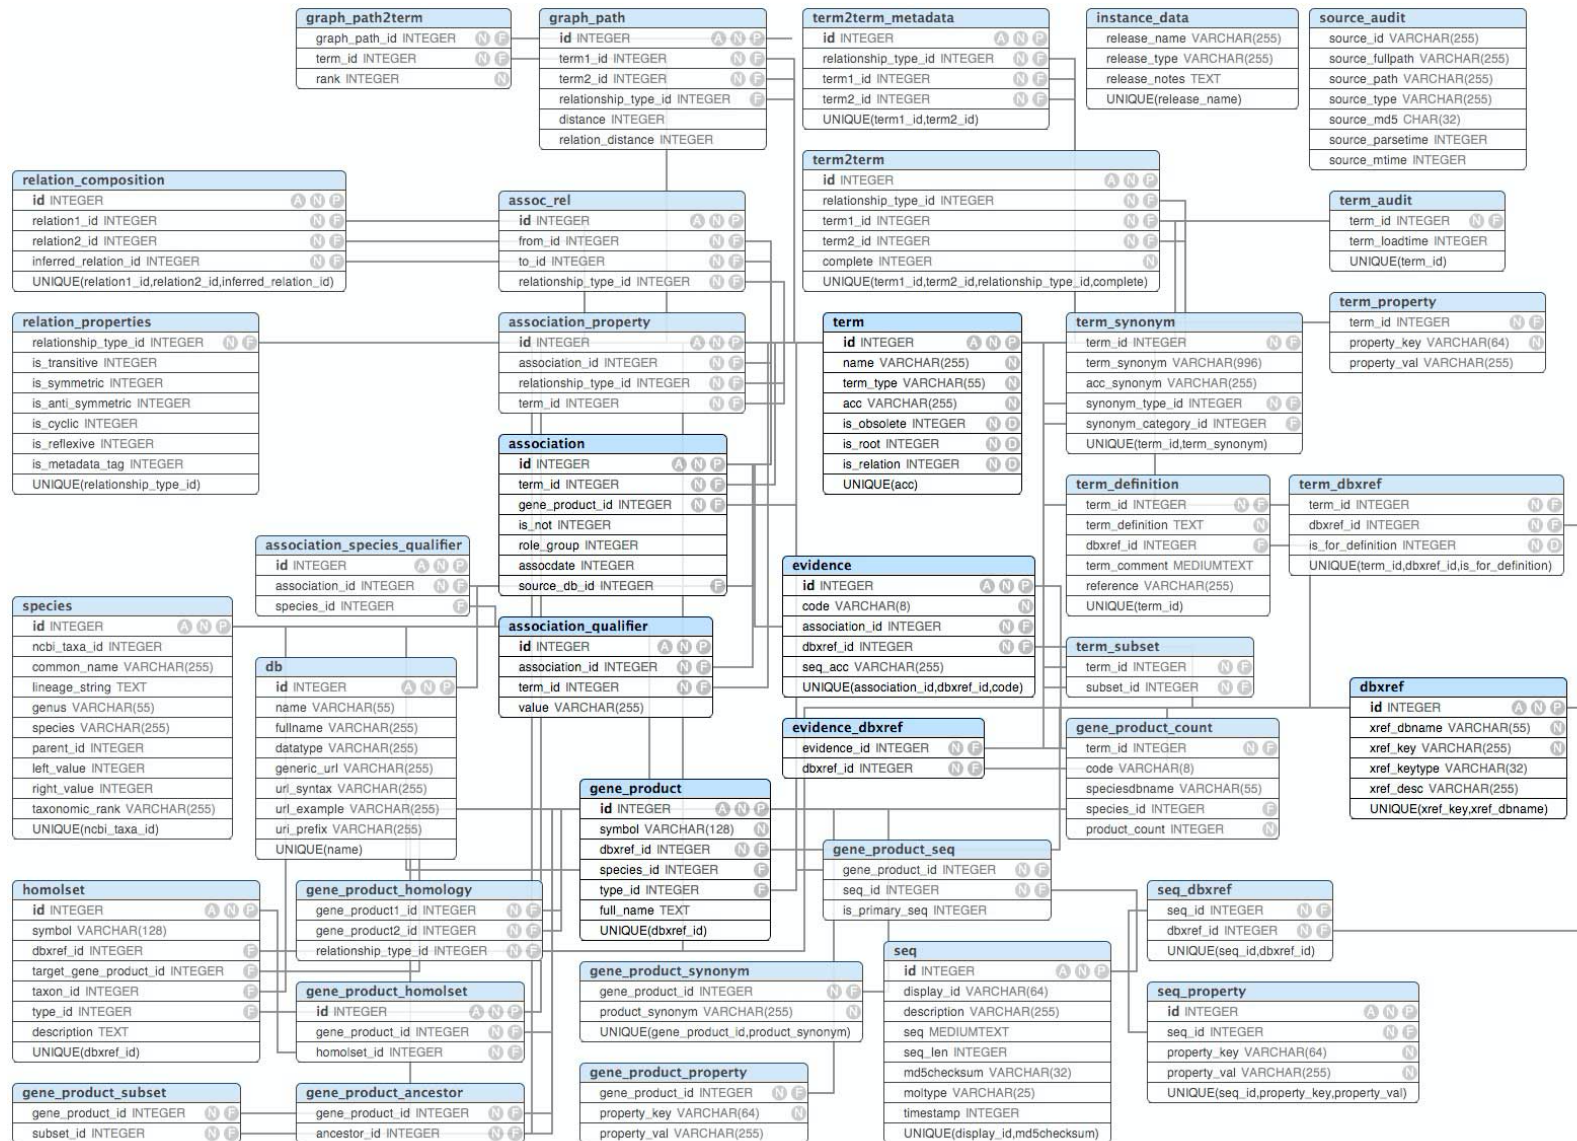 graph_path2term
graph_path_id INTEGER N F
term_id INTEGER N F
rank INTEGER N
graph_path
id INTEGER A N P
term1_id INTEGER N F
term2_id INTEGER N F
relationship_type_id INTEGER F
distance INTEGER
relation_distance INTEGER
term2term_metadata
id INTEGER A N P
relationship_type_id INTEGER N F
term1_id INTEGER N F
term2_id INTEGER N F
UNIQUE(term1_id,term2_id)
instance_data
release_name VARCHAR(255)
release_type VARCHAR(255)
release_notes TEXT
UNIQUE(release_name)
source_audit
source_id VARCHAR(255)
source_fullpath VARCHAR(255)
source_path VARCHAR(255)
source_type VARCHAR(255)
source_md5 CHAR(32)
source_parsetime INTEGER
source_mtime INTEGER
relation_composition
id INTEGER A N P
relation1_id INTEGER N F
relation2_id INTEGER N F
inferred_relation_id INTEGER N F
UNIQUE(relation1_id,relation2_id,inferred_relation_id)
assoc_rel
id INTEGER A N P
from_id INTEGER N F
to_id INTEGER N F
relationship_type_id INTEGER N F
term2term
id INTEGER A N P
relationship_type_id INTEGER N F
term1_id INTEGER N F
term2_id INTEGER N F
complete INTEGER N
UNIQUE(term1_id,term2_id,relationship_type_id,complete)
term_audit
term_id INTEGER N F
term_loadtime INTEGER
UNIQUE(term_id)
relation_properties
relationship_type_id INTEGER N F
is_transitive INTEGER
is_symmetric INTEGER
is_anti_symmetric INTEGER
is_cyclic INTEGER
is_reflexive INTEGER
is_metadata_tag INTEGER
UNIQUE(relationship_type_id)
association_property
id INTEGER A N P
association_id INTEGER N F
relationship_type_id INTEGER N F
term_id INTEGER N F
term
id INTEGER A N P
name VARCHAR(255) N
term_type VARCHAR(55) N
acc VARCHAR(255) N
is_obsolete INTEGER N D
is_root INTEGER N D
is_relation INTEGER N D
UNIQUE(acc)
term_synonym
term_id INTEGER N F
term_synonym VARCHAR(996)
acc_synonym VARCHAR(255)
synonym_type_id INTEGER N F
synonym_category_id INTEGER F
UNIQUE(term_id,term_synonym)
term_property
term_id INTEGER N F
property_key VARCHAR(64) N
property_val VARCHAR(255)
association
id INTEGER A N P
term_id INTEGER N F
gene_product_id INTEGER N F
is_not INTEGER
role_group INTEGER
assocdate INTEGER
source_db_id INTEGER F
term_definition
term_id INTEGER N F
term_definition TEXT N
dbxref_id INTEGER F
term_comment MEDIUMTEXT
reference VARCHAR(255)
UNIQUE(term_id)
term_dbxref
term_id INTEGER N F
dbxref_id INTEGER N F
is_for_definition INTEGER N D
UNIQUE(term_id,dbxref_id,is_for_definition)
association_species_qualifier
id INTEGER A N P
association_id INTEGER N F
species_id INTEGER F
evidence
id INTEGER A N P
code VARCHAR(8) N
association_id INTEGER N F
dbxref_id INTEGER N F
seq_acc VARCHAR(255)
UNIQUE(association_id,dbxref_id,code)
species
id INTEGER A N P
ncbi_taxa_id INTEGER
common_name VARCHAR(255)
lineage_string TEXT
genus VARCHAR(55)
species VARCHAR(255)
parent_id INTEGER
left_value INTEGER
right_value INTEGER
taxonomic_rank VARCHAR(255)
UNIQUE(ncbi_taxa_id)
association_qualifier
id INTEGER A N P
association_id INTEGER N F
term_id INTEGER N F
value VARCHAR(255)
db
id INTEGER A N P
name VARCHAR(55)
fullname VARCHAR(255)
datatype VARCHAR(255)
generic_url VARCHAR(255)
url_syntax VARCHAR(255)
url_example VARCHAR(255)
uri_prefix VARCHAR(255)
UNIQUE(name)
term_subset
term_id INTEGER N F
subset_id INTEGER N F
dbxref
id INTEGER A N P
xref_dbname VARCHAR(55) N
xref_key VARCHAR(255) N
xref_keytype VARCHAR(32)
xref_desc VARCHAR(255)
UNIQUE(xref_key,xref_dbname)
evidence_dbxref
evidence_id INTEGER N F
dbxref_id INTEGER N F
gene_product_count
term_id INTEGER N F
code VARCHAR(8)
speciesdbname VARCHAR(55)
species_id INTEGER F
product_count INTEGER N
gene_product
id INTEGER A N P
symbol VARCHAR(128) N
dbxref_id INTEGER N F
species_id INTEGER F
type_id INTEGER F
full_name TEXT
UNIQUE(dbxref_id)
gene_product_seq
gene_product_id INTEGER N F
seq_id INTEGER N F
is_primary_seq INTEGER
homolset
id INTEGER A N P
symbol VARCHAR(128)
dbxref_id INTEGER F
target_gene_product_id INTEGER F
taxon_id INTEGER F
type_id INTEGER F
description TEXT
UNIQUE(dbxref_id)
gene_product_homology
gene_product1_id INTEGER N F
gene_product2_id INTEGER N F
relationship_type_id INTEGER N F
seq_dbxref
seq_id INTEGER N F
dbxref_id INTEGER N F
UNIQUE(seq_id,dbxref_id)
seq
id INTEGER A N P
display_id VARCHAR(64)
description VARCHAR(255)
seq MEDIUMTEXT
seq_len INTEGER
md5checksum VARCHAR(32)
moltype VARCHAR(25)
timestamp INTEGER
UNIQUE(display_id,md5checksum)
gene_product_synonym
gene_product_id INTEGER N F
product_synonym VARCHAR(255) N
UNIQUE(gene_product_id,product_synonym)
gene_product_homolset
id INTEGER A N P
gene_product_id INTEGER N F
homolset_id INTEGER N F
seq_property
id INTEGER A N P
seq_id INTEGER N F
property_key VARCHAR(64) N
property_val VARCHAR(255) N
UNIQUE(seq_id,property_key,property_val)
gene_product_property
gene_product_id INTEGER N F
property_key VARCHAR(64) N
property_val VARCHAR(255)
gene_product_subset
gene_product_id INTEGER N F
subset_id INTEGER N F
gene_product_ancestor
gene_product_id INTEGER N F
ancestor_id INTEGER N F